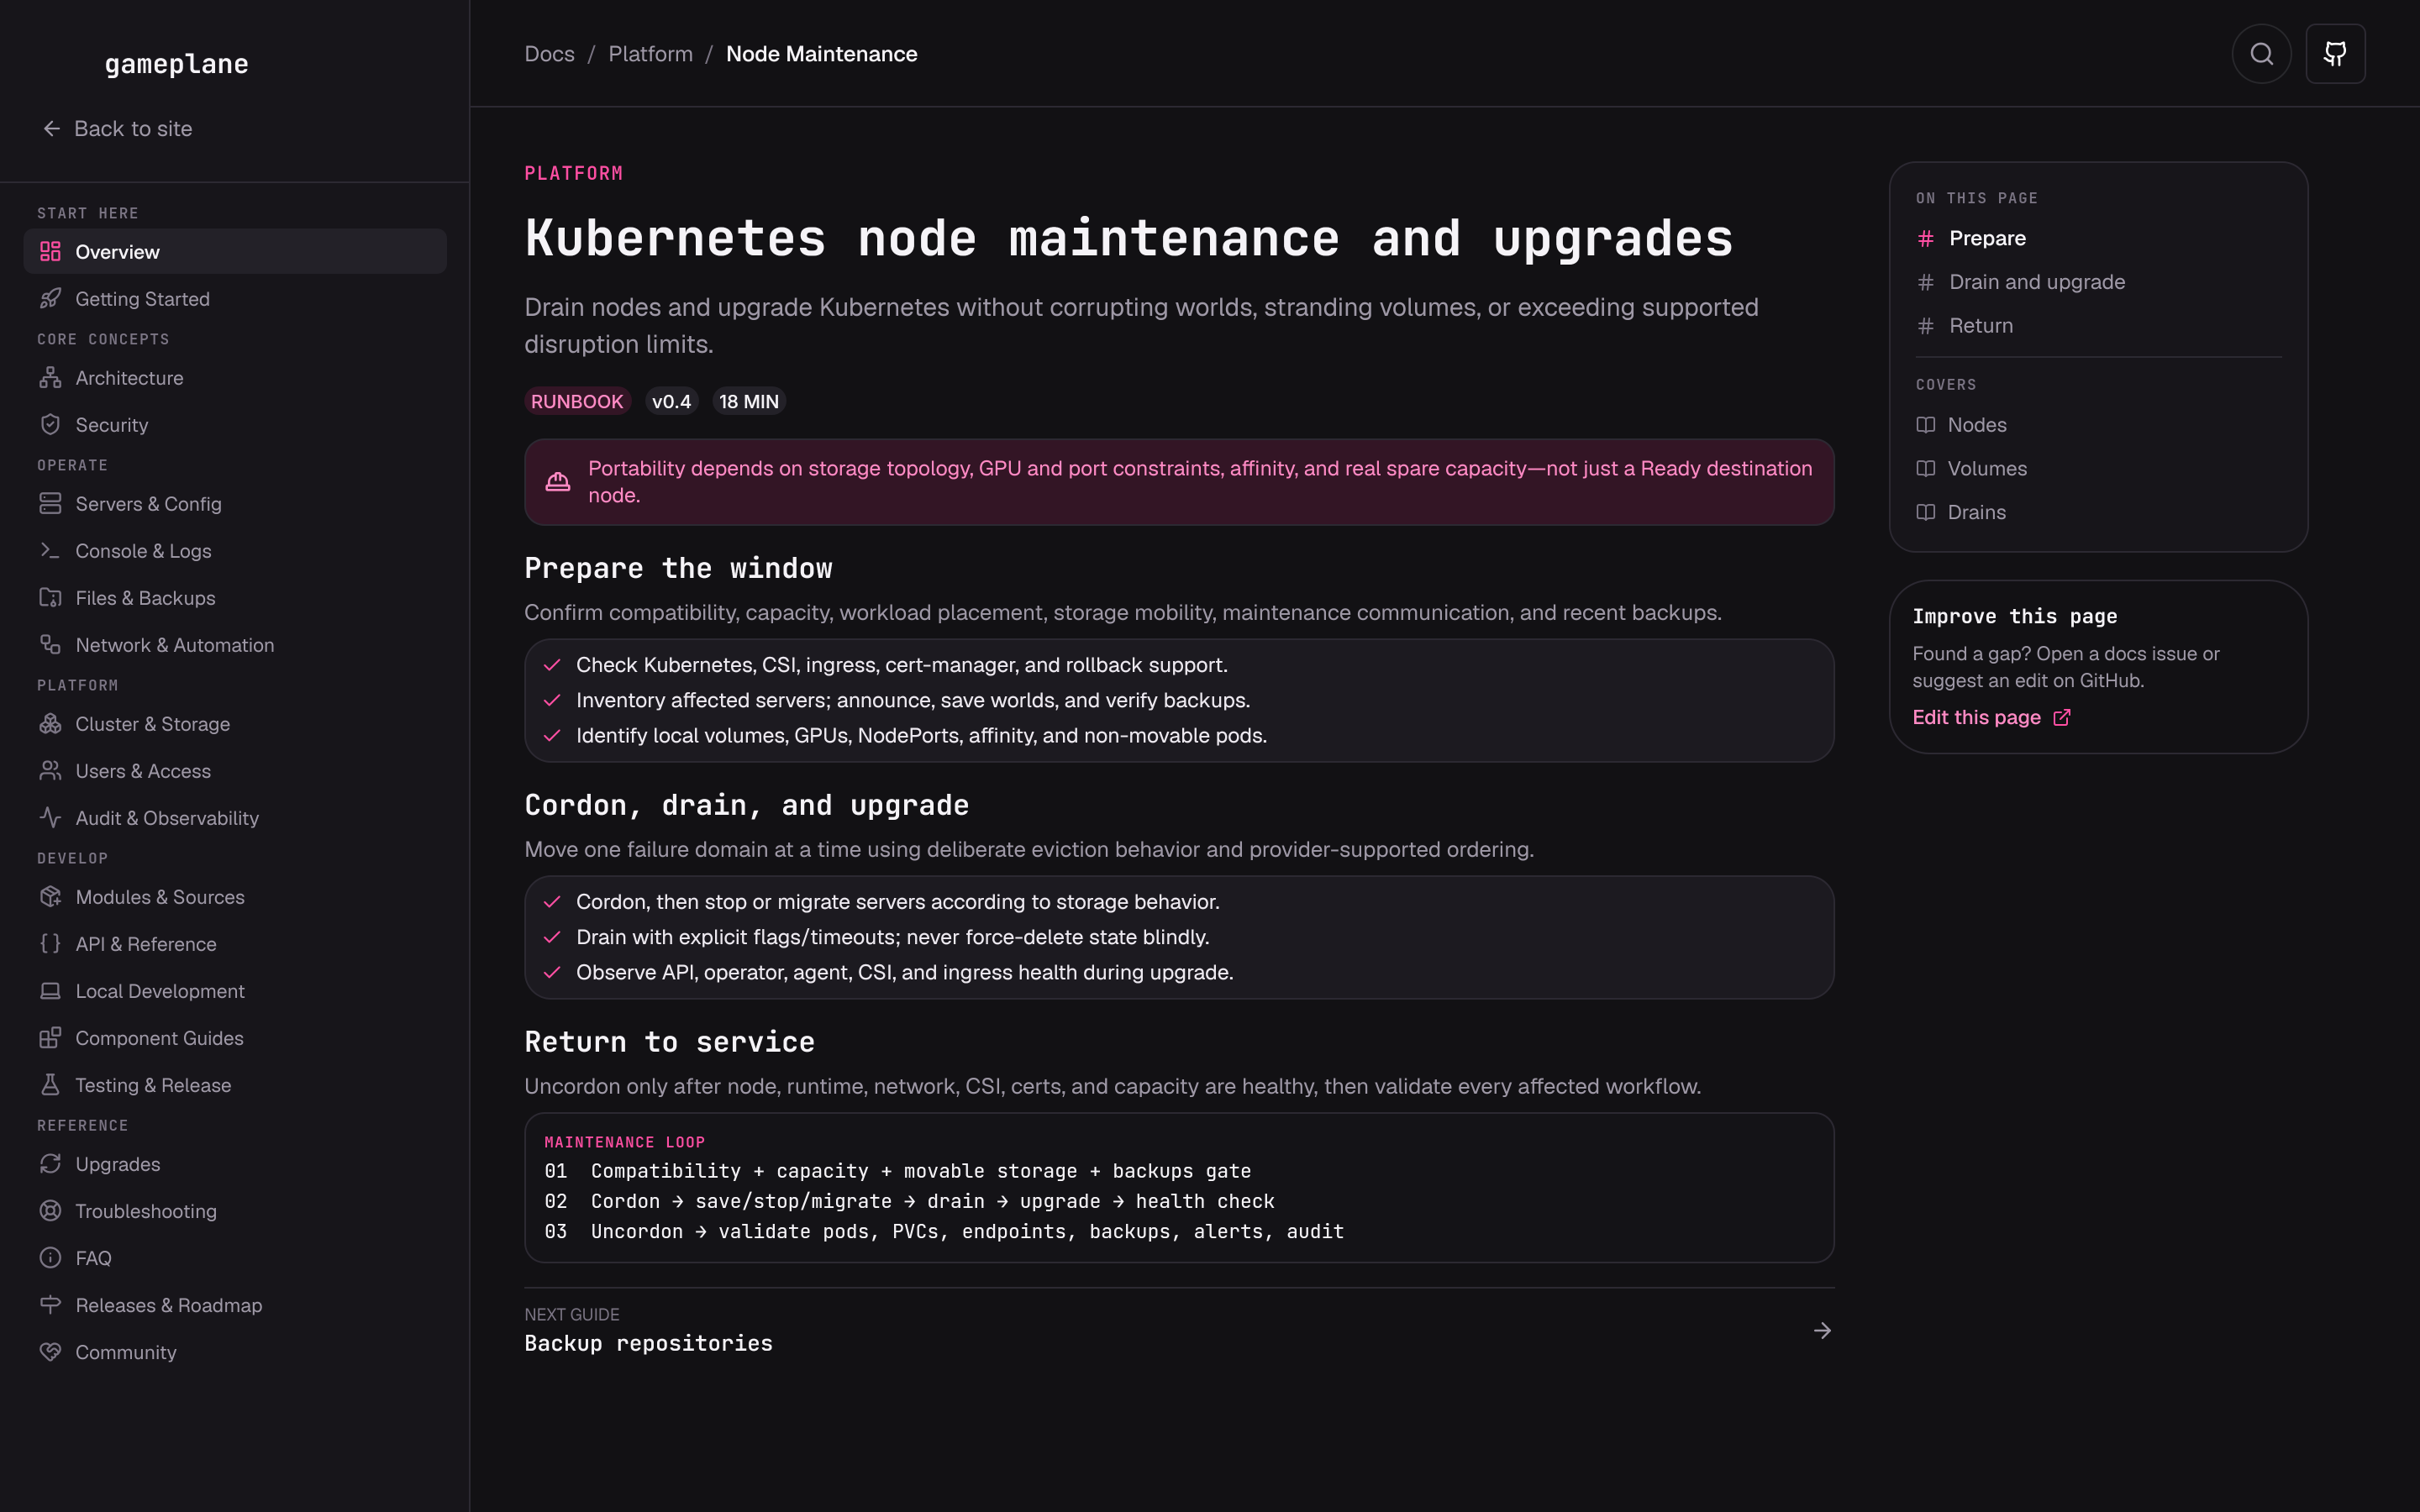 gameplane
Back to site
START HERE
Overview
Getting Started
CORE CONCEPTS
Architecture
Security
OPERATE
Servers & Config
Console & Logs
Files & Backups
Network & Automation
PLATFORM
Cluster & Storage
Users & Access
Audit & Observability
DEVELOP
Modules & Sources
API & Reference
Local Development
Component Guides
Testing & Release
REFERENCE
Upgrades
Troubleshooting
FAQ
Releases & Roadmap
Community
Docs / Platform / Node Maintenance
PLATFORM
Kubernetes node maintenance and upgrades
Drain nodes and upgrade Kubernetes without corrupting worlds, stranding volumes, or exceeding supported
disruption limits.
RUNBOOK v0.4 18 MIN
Portability depends on storage topology, GPU and port constraints, affinity, and real spare capacity—not just a Ready destination
node.
Prepare the window
Confirm compatibility, capacity, workload placement, storage mobility, maintenance communication, and recent backups.
Check Kubernetes, CSI, ingress, cert-manager, and rollback support.
Inventory affected servers; announce, save worlds, and verify backups.
Identify local volumes, GPUs, NodePorts, affinity, and non-movable pods.
Cordon, drain, and upgrade
Move one failure domain at a time using deliberate eviction behavior and provider-supported ordering.
Cordon, then stop or migrate servers according to storage behavior.
Drain with explicit flags/timeouts; never force-delete state blindly.
Observe API, operator, agent, CSI, and ingress health during upgrade.
Return to service
Uncordon only after node, runtime, network, CSI, certs, and capacity are healthy, then validate every affected workflow.
MAINTENANCE LOOP
01 Compatibility + capacity + movable storage + backups gate
02 Cordon → save/stop/migrate → drain → upgrade → health check
03 Uncordon → validate pods, PVCs, endpoints, backups, alerts, audit
NEXT GUIDE
Backup repositories
ON THIS PAGE
# Prepare
# Drain and upgrade
# Return
COVERS
Nodes
Volumes
Drains
Improve this page
Found a gap? Open a docs issue or
suggest an edit on GitHub.
Edit this page